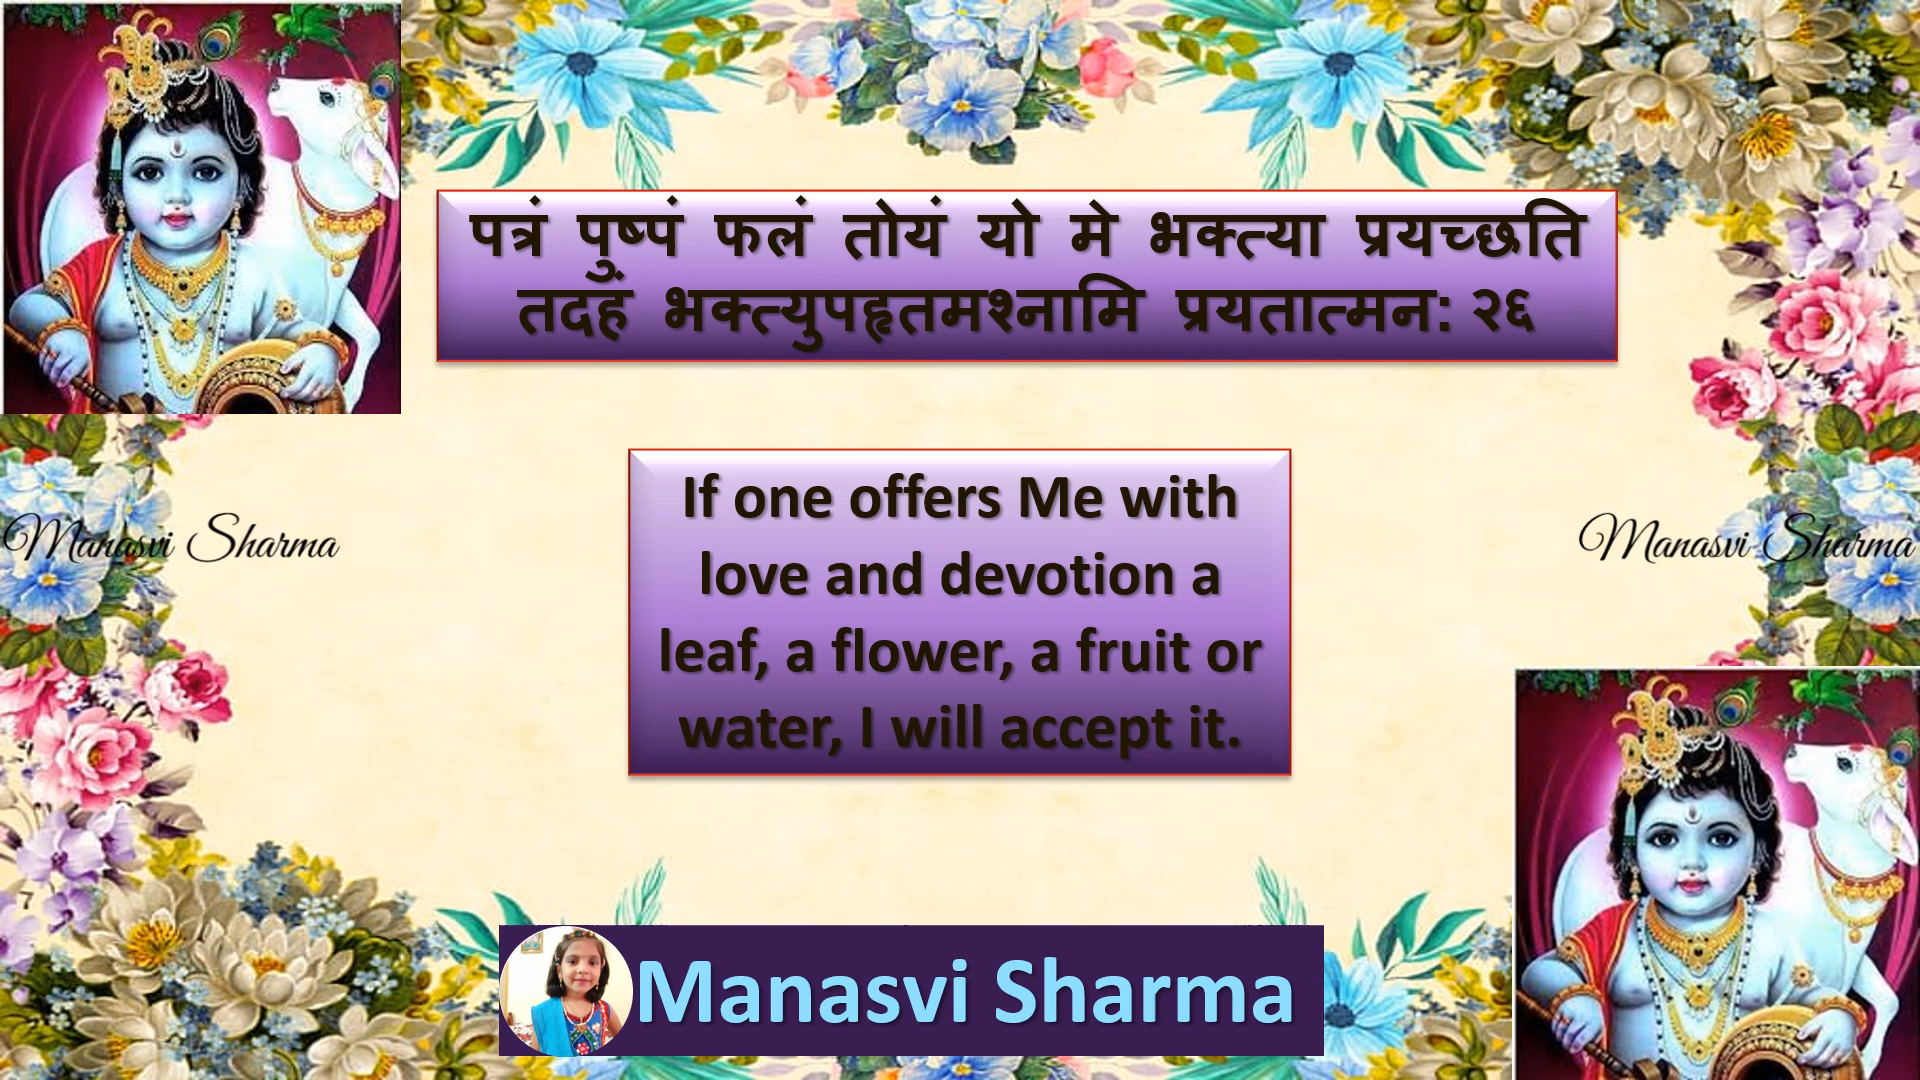 पत्रं पुष्पं फलं तोयं यो मे भक्त्या प्रयच्छति
तदहं भक्त्युपहृतमश्नामि प्रयतात्मन: २६
If one offers Me with
love and devotion a
leaf, a flower, a fruit or
water, I will accept it.
Manasvi Sharma
Manasvi Sharma
Manasvi Sharma